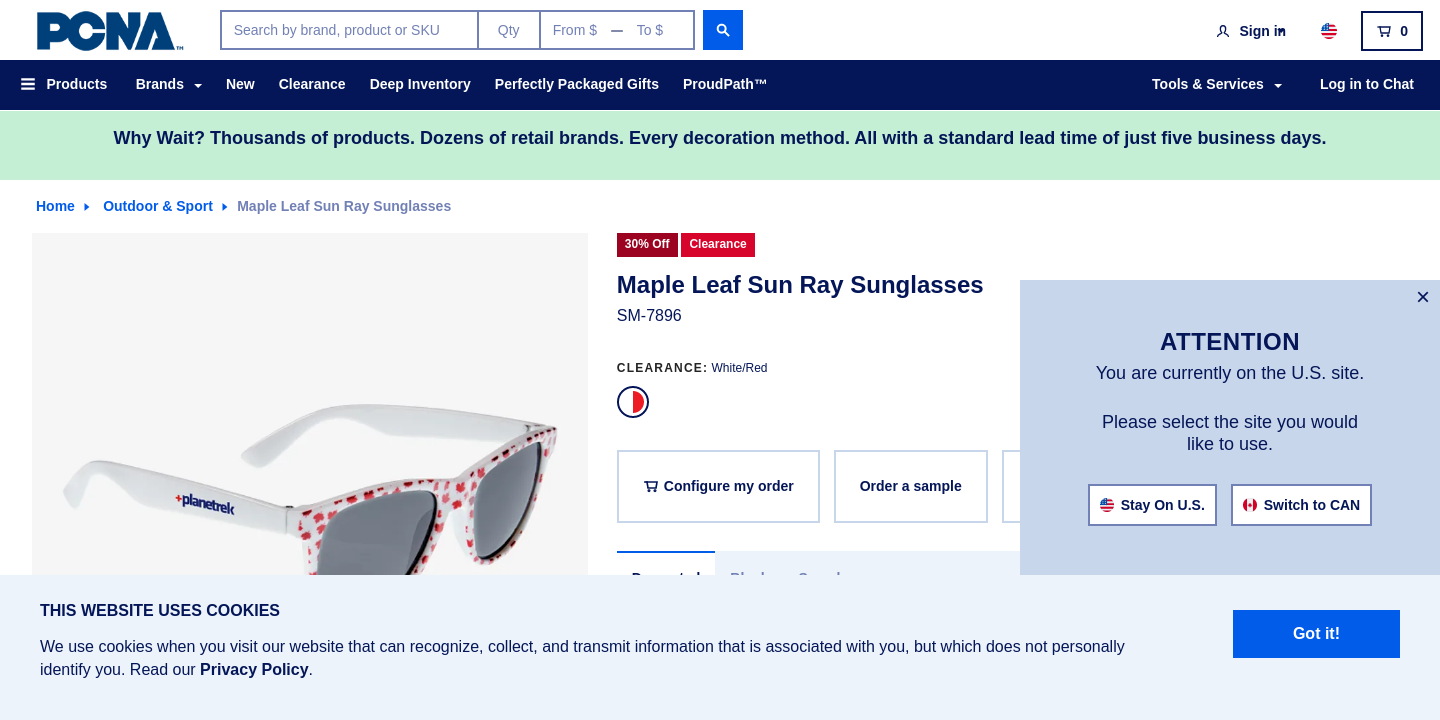 PCNA™
Search by brand, product or SKU
Qty
From $
To $
Sign in
0
Products
Brands
New
Clearance
Deep Inventory
Perfectly Packaged Gifts
ProudPath™
Tools & Services
Log in to Chat
Why Wait? Thousands of products. Dozens of retail brands. Every decoration method. All with a standard lead time of just five business days.
Home
Outdoor & Sport
Maple Leaf Sun Ray Sunglasses
30% Off
Clearance
Maple Leaf Sun Ray Sunglasses
SM-7896
CLEARANCE: White/Red
Configure my order
Order a sample
planetrek
×
ATTENTION
You are currently on the U.S. site.
Please select the site you would
like to use.
Stay On U.S.
Switch to CAN
THIS WEBSITE USES COOKIES
We use cookies when you visit our website that can recognize, collect, and transmit information that is associated with you, but which does not personally
identify you. Read our Privacy Policy.
Got it!